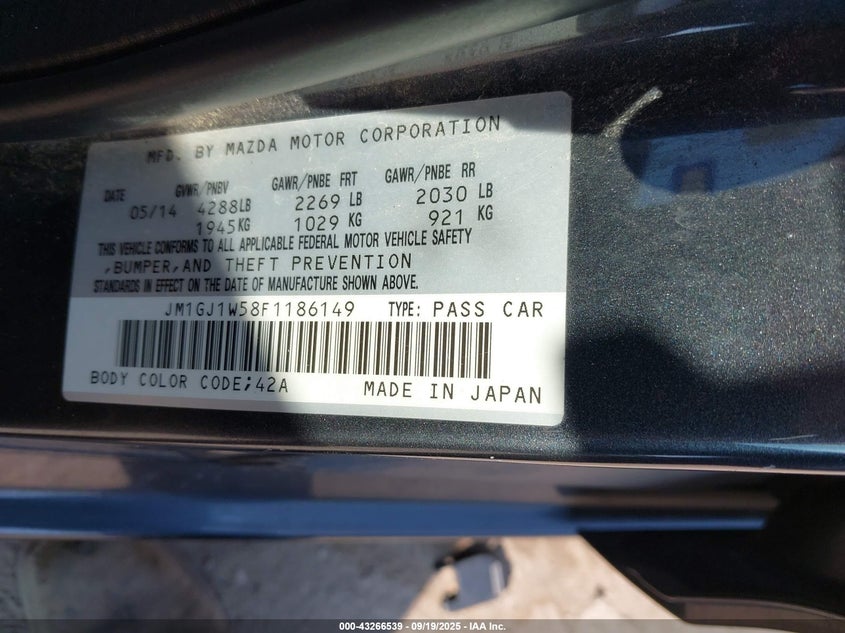 MFD. BY MAZDA MOTOR CORPORATION
DATE GVWR/PNBV GAWR/PNBE FRT GAWR/PNBE RR
05/14 4288LB 2269 LB 2030 LB
1945KG 1029 KG 921 KG
THIS VEHICLE CONFORMS TO ALL APPLICABLE FEDERAL MOTOR VEHICLE SAFETY
,BUMPER,AND THEFT PREVENTION
STANDARDS IN EFFECT ON THE DATE OF MANUFACTURE SHOWN ABOVE.
JM1GJ1W58F1186149 TYPE: PASS CAR
BODY COLOR CODE;42A MADE IN JAPAN
000-43266539 - 09/19/2025 - IAA Inc.